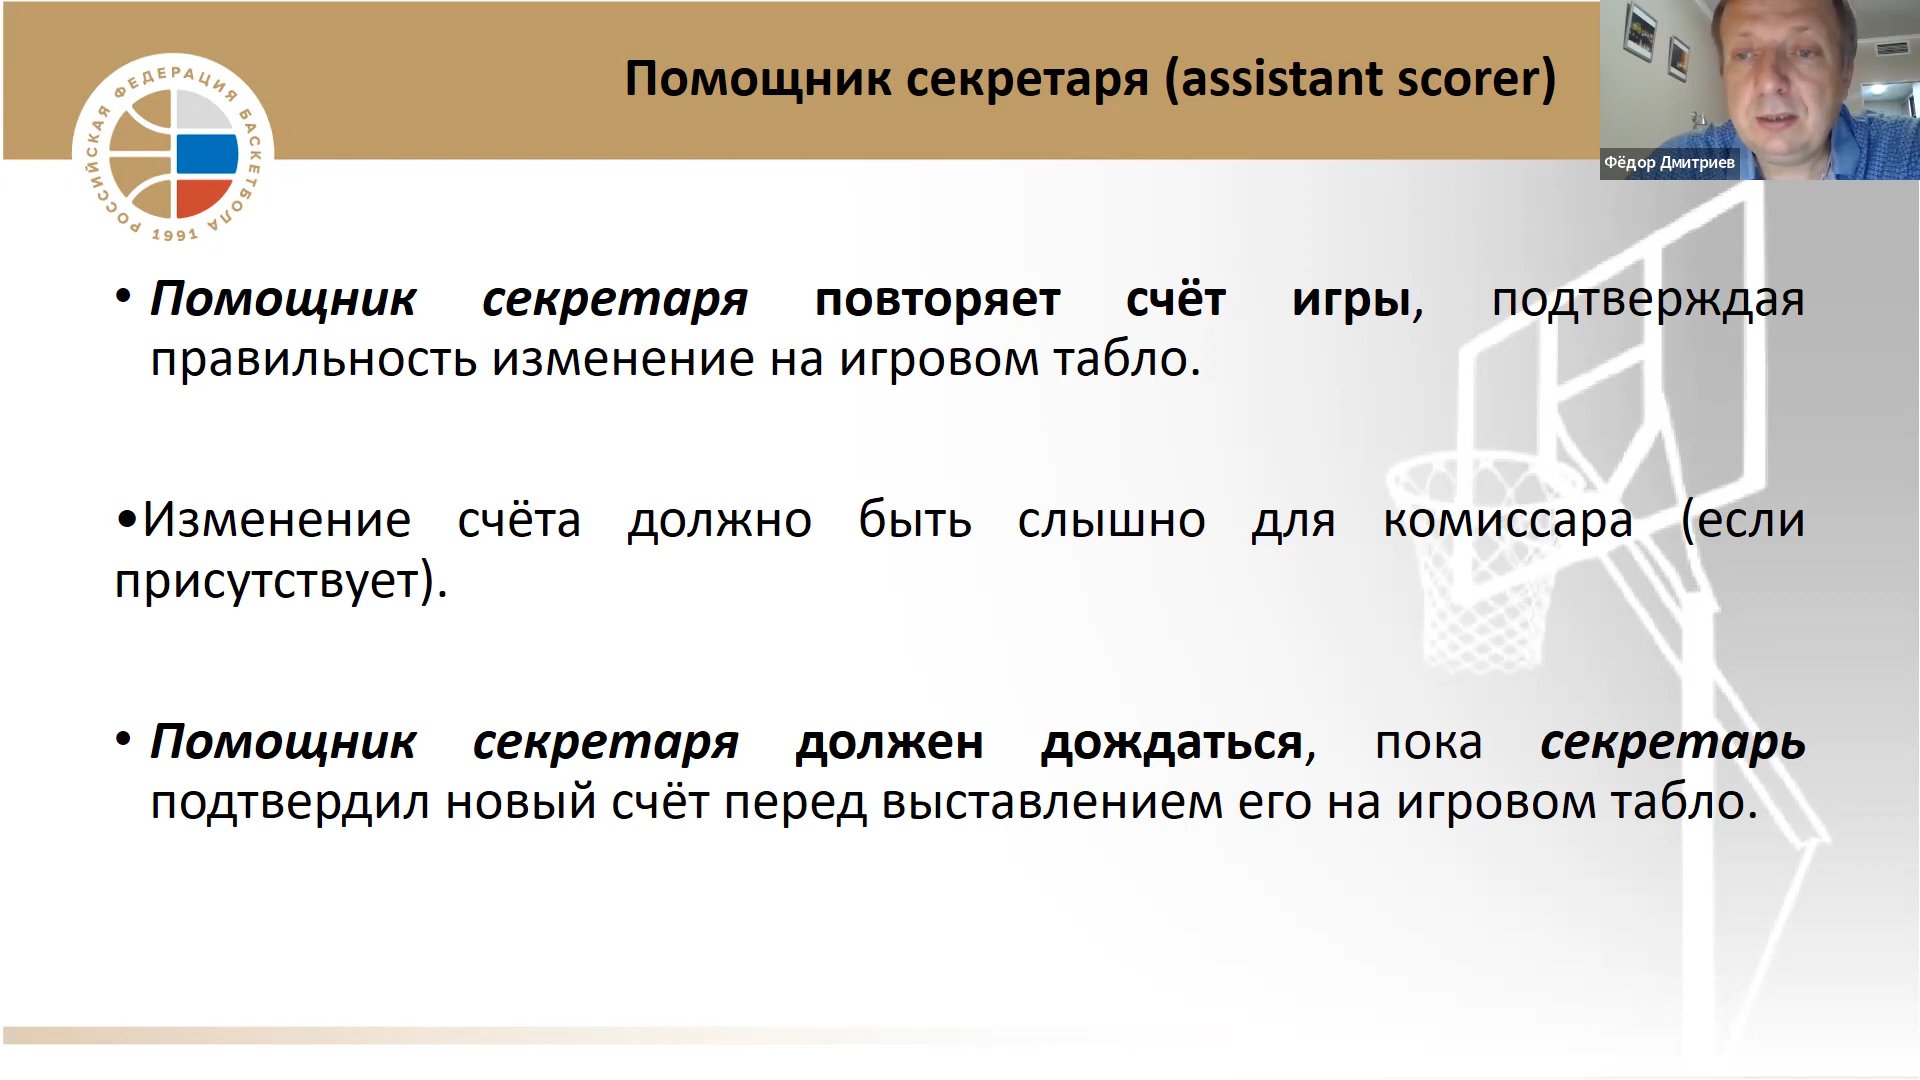 Помощник секретаря (assistant scorer)
РОССИЙСКАЯ ФЕДЕРАЦИЯ БАСКЕТБОЛА
1991
Фёдор Дмитриев
• Помощник секретаря повторяет счёт игры, подтверждая
правильность изменение на игровом табло.
•Изменение счёта должно быть слышно для комиссара (если
присутствует).
• Помощник секретаря должен дождаться, пока секретарь
подтвердил новый счёт перед выставлением его на игровом табло.